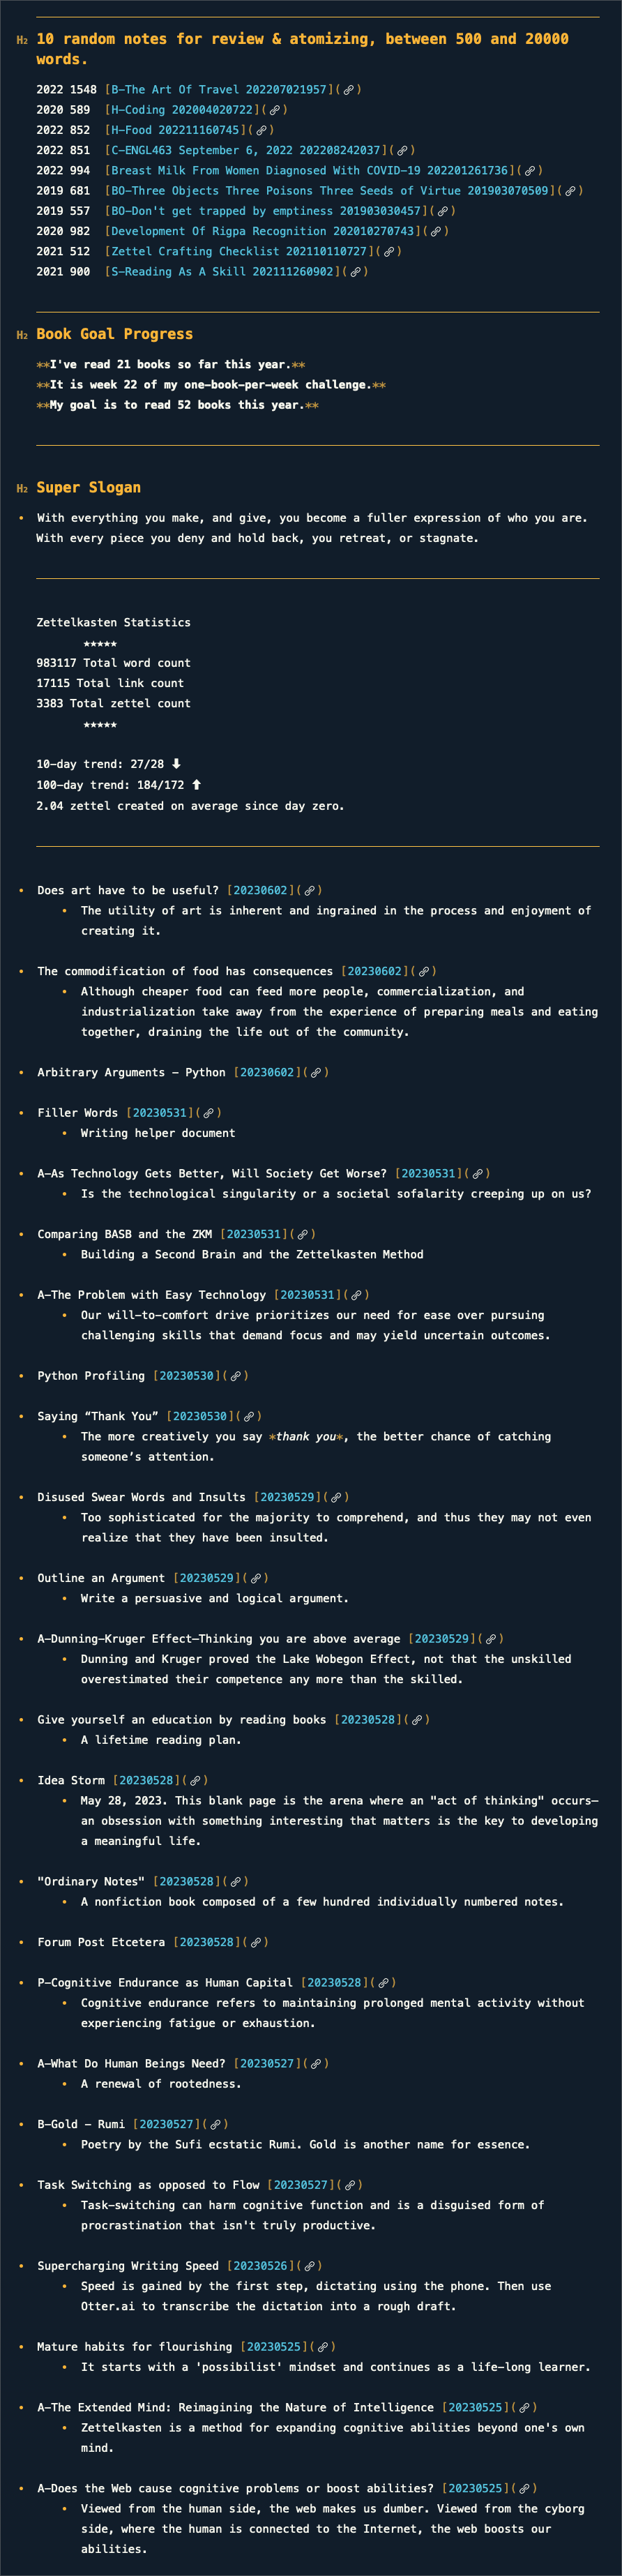 H₂ 10 random notes for review & atomizing, between 500 and 20000
words.
2022 1548 [B-The Art Of Travel 202207021957](🔗)
2020 589 [H-Coding 202004020722](🔗)
2022 852 [H-Food 202211160745](🔗)
2022 851 [C-ENGL463 September 6, 2022 202208242037](🔗)
2022 994 [Breast Milk From Women Diagnosed With COVID-19 202201261736](🔗)
2019 681 [BO-Three Objects Three Poisons Three Seeds of Virtue 201903070509](🔗)
2019 557 [BO-Don't get trapped by emptiness 201903030457](🔗)
2020 982 [Development Of Rigpa Recognition 202010270743](🔗)
2021 512 [Zettel Crafting Checklist 202110110727](🔗)
2021 900 [S-Reading As A Skill 202111260902](🔗)
H₂ Book Goal Progress
**I've read 21 books so far this year.**
**It is week 22 of my one-book-per-week challenge.**
**My goal is to read 52 books this year.**
H₂ Super Slogan
• With everything you make, and give, you become a fuller expression of who you are.
With every piece you deny and hold back, you retreat, or stagnate.
Zettelkasten Statistics
★★★★★
983117 Total word count
17115 Total link count
3383 Total zettel count
★★★★★
10-day trend: 27/28 ⬇
100-day trend: 184/172 ⬆
2.04 zettel created on average since day zero.
• Does art have to be useful? [20230602](🔗)
• The utility of art is inherent and ingrained in the process and enjoyment of
creating it.
• The commodification of food has consequences [20230602](🔗)
• Although cheaper food can feed more people, commercialization, and
industrialization take away from the experience of preparing meals and eating
together, draining the life out of the community.
• Arbitrary Arguments – Python [20230602](🔗)
• Filler Words [20230531](🔗)
• Writing helper document
• A-As Technology Gets Better, Will Society Get Worse? [20230531](🔗)
• Is the technological singularity or a societal sofalarity creeping up on us?
• Comparing BASB and the ZKM [20230531](🔗)
• Building a Second Brain and the Zettelkasten Method
• A-The Problem with Easy Technology [20230531](🔗)
• Our will-to-comfort drive prioritizes our need for ease over pursuing
challenging skills that demand focus and may yield uncertain outcomes.
• Python Profiling [20230530](🔗)
• Saying “Thank You” [20230530](🔗)
• The more creatively you say *thank you*, the better chance of catching
someone’s attention.
• Disused Swear Words and Insults [20230529](🔗)
• Too sophisticated for the majority to comprehend, and thus they may not even
realize that they have been insulted.
• Outline an Argument [20230529](🔗)
• Write a persuasive and logical argument.
• A-Dunning-Kruger Effect—Thinking you are above average [20230529](🔗)
• Dunning and Kruger proved the Lake Wobegon Effect, not that the unskilled
overestimated their competence any more than the skilled.
• Give yourself an education by reading books [20230528](🔗)
• A lifetime reading plan.
• Idea Storm [20230528](🔗)
• May 28, 2023. This blank page is the arena where an "act of thinking" occurs—
an obsession with something interesting that matters is the key to developing
a meaningful life.
• "Ordinary Notes" [20230528](🔗)
• A nonfiction book composed of a few hundred individually numbered notes.
• Forum Post Etcetera [20230528](🔗)
• P-Cognitive Endurance as Human Capital [20230528](🔗)
• Cognitive endurance refers to maintaining prolonged mental activity without
experiencing fatigue or exhaustion.
• A-What Do Human Beings Need? [20230527](🔗)
• A renewal of rootedness.
• B-Gold – Rumi [20230527](🔗)
• Poetry by the Sufi ecstatic Rumi. Gold is another name for essence.
• Task Switching as opposed to Flow [20230527](🔗)
• Task-switching can harm cognitive function and is a disguised form of
procrastination that isn't truly productive.
• Supercharging Writing Speed [20230526](🔗)
• Speed is gained by the first step, dictating using the phone. Then use
Otter.ai to transcribe the dictation into a rough draft.
• Mature habits for flourishing [20230525](🔗)
• It starts with a 'possibilist' mindset and continues as a life-long learner.
• A-The Extended Mind: Reimagining the Nature of Intelligence [20230525](🔗)
• Zettelkasten is a method for expanding cognitive abilities beyond one's own
mind.
• A-Does the Web cause cognitive problems or boost abilities? [20230525](🔗)
• Viewed from the human side, the web makes us dumber. Viewed from the cyborg
side, where the human is connected to the Internet, the web boosts our
abilities.